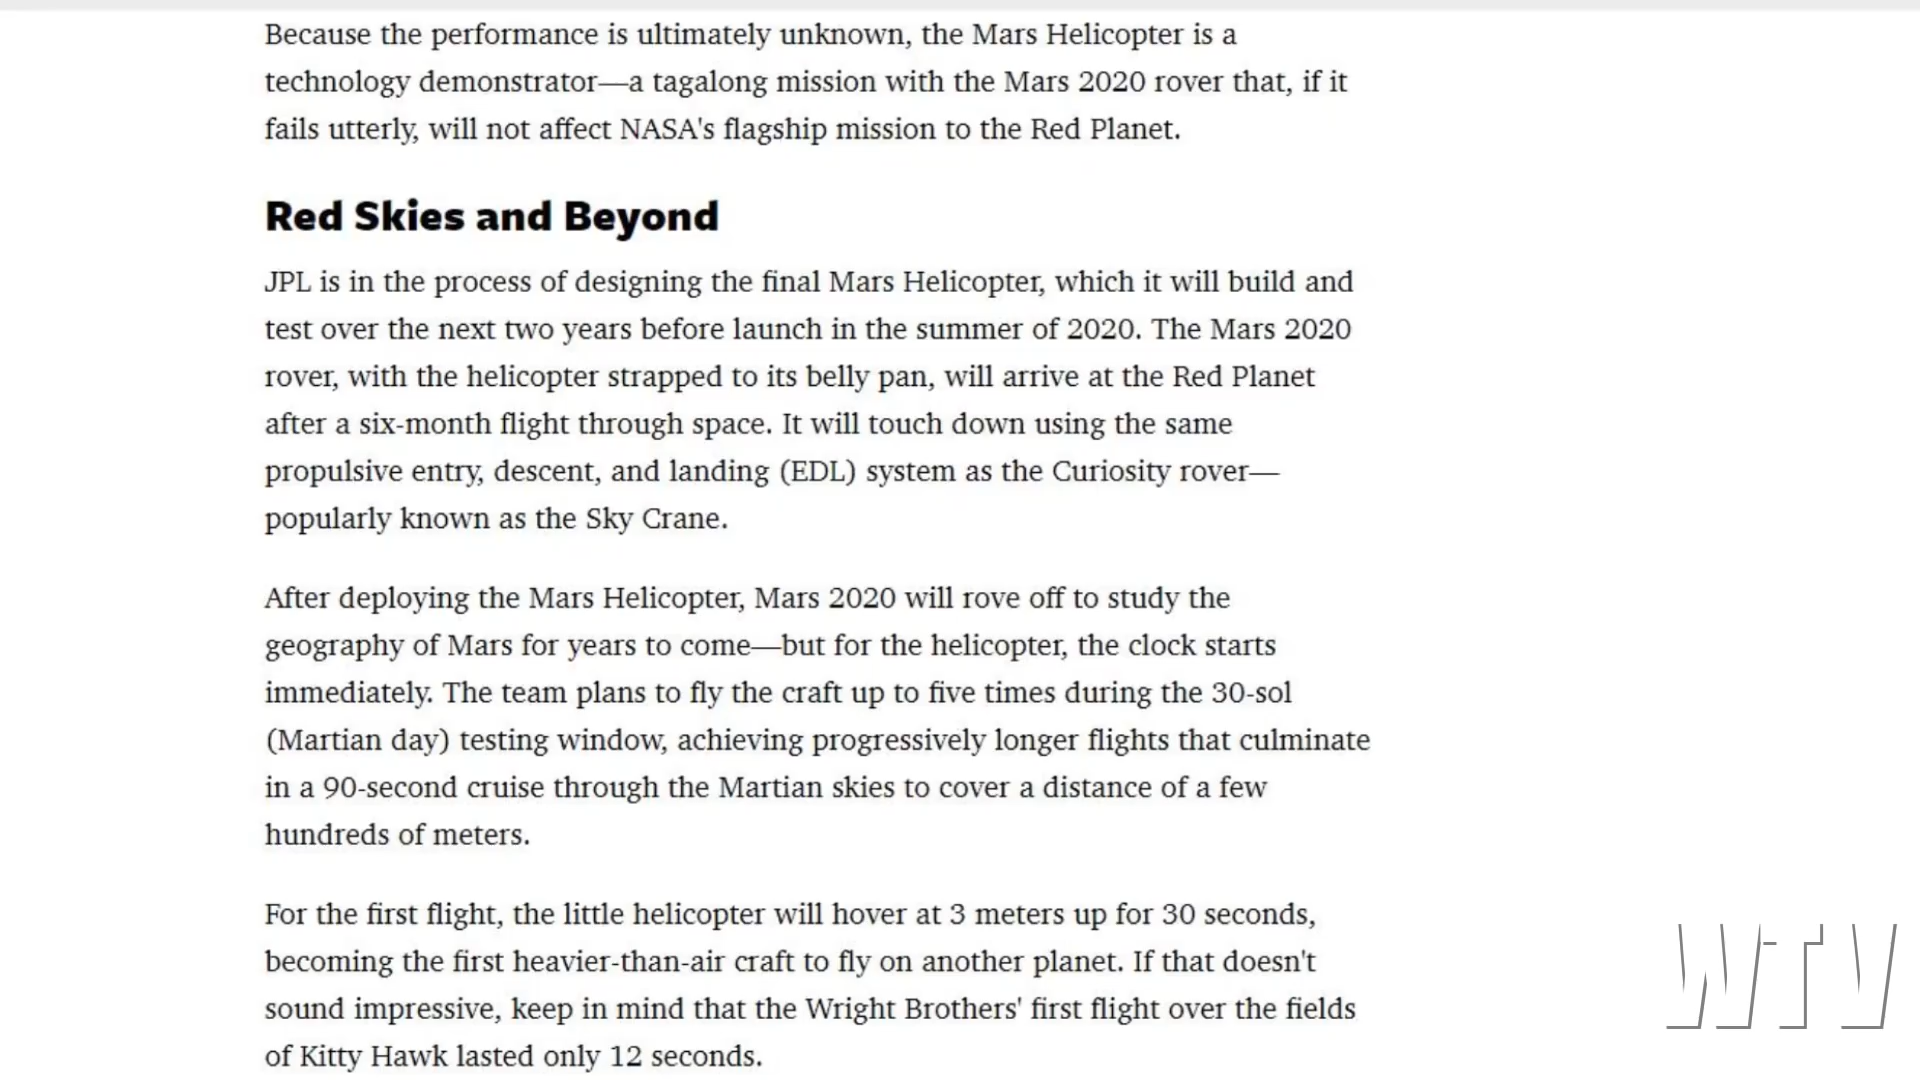 Because the performance is ultimately unknown, the Mars Helicopter is a
technology demonstrator—a tagalong mission with the Mars 2020 rover that, if it
fails utterly, will not affect NASA's flagship mission to the Red Planet.
Red Skies and Beyond
JPL is in the process of designing the final Mars Helicopter, which it will build and
test over the next two years before launch in the summer of 2020. The Mars 2020
rover, with the helicopter strapped to its belly pan, will arrive at the Red Planet
after a six-month flight through space. It will touch down using the same
propulsive entry, descent, and landing (EDL) system as the Curiosity rover—
popularly known as the Sky Crane.
After deploying the Mars Helicopter, Mars 2020 will rove off to study the
geography of Mars for years to come—but for the helicopter, the clock starts
immediately. The team plans to fly the craft up to five times during the 30-sol
(Martian day) testing window, achieving progressively longer flights that culminate
in a 90-second cruise through the Martian skies to cover a distance of a few
hundreds of meters.
For the first flight, the little helicopter will hover at 3 meters up for 30 seconds,
becoming the first heavier-than-air craft to fly on another planet. If that doesn't
sound impressive, keep in mind that the Wright Brothers' first flight over the fields
of Kitty Hawk lasted only 12 seconds.
WTV